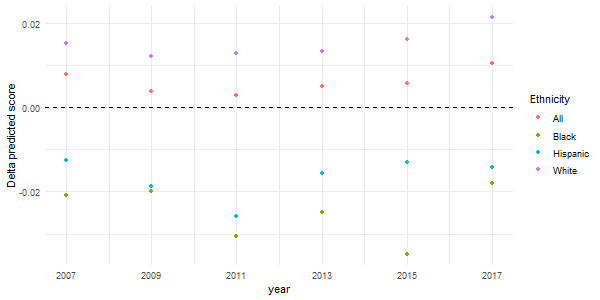 0.02
0.00
-0.02
Delta predicted score
2007 2009 2011 2013 2015 2017
year
Ethnicity
All
Black
Hispanic
White